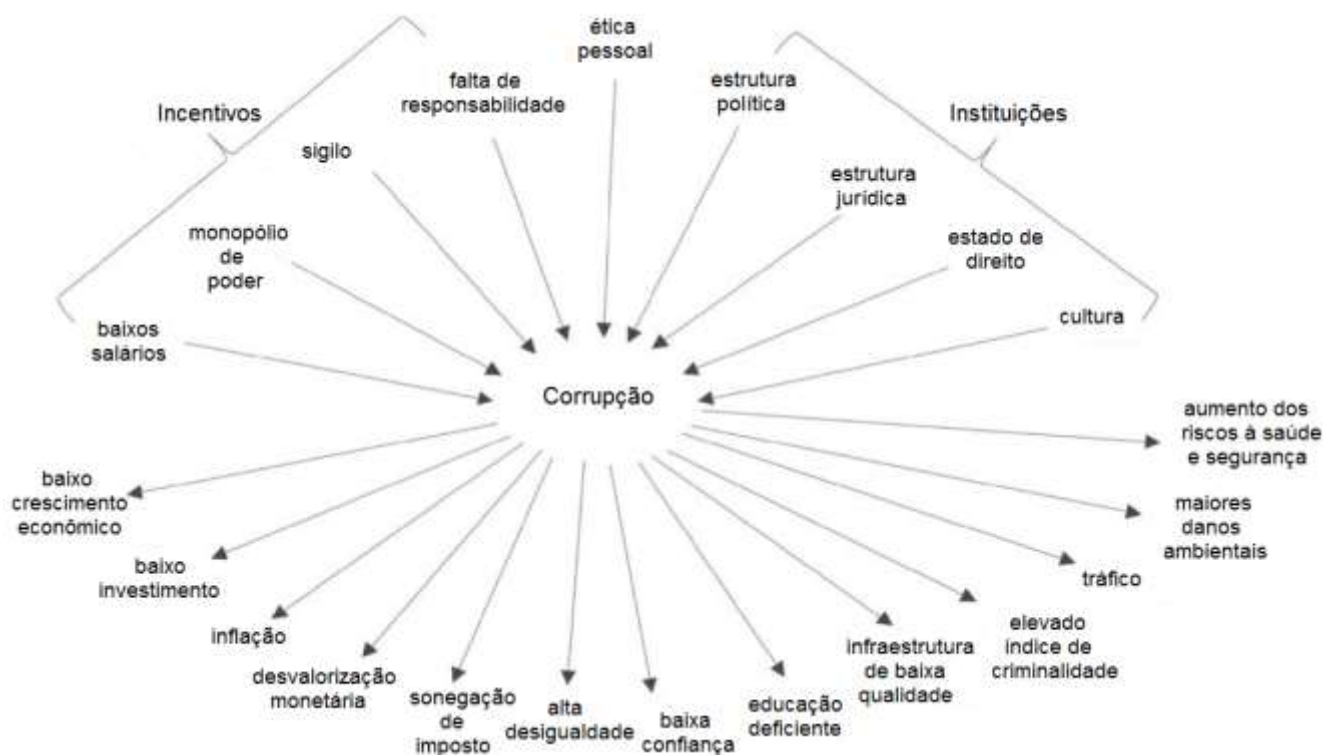 ética
pessoal
falta de
responsabilidade
estrutura
política
Incentivos
Instituições
sigilo
estrutura
jurídica
monopólio
de
poder
estado de
direito
baixos
salários
cultura
Corrupção
aumento dos
riscos à saúde
e segurança
baixo
crescimento
econômico
maiores
danos
ambientais
baixo
investimento
tráfico
inflação
elevado
índice de
criminalidade
infraestrutura
de baixa
qualidade
desvalorização
monetária
sonegação
de
imposto
alta
desigualdade
baixa
confiança
educação
deficiente